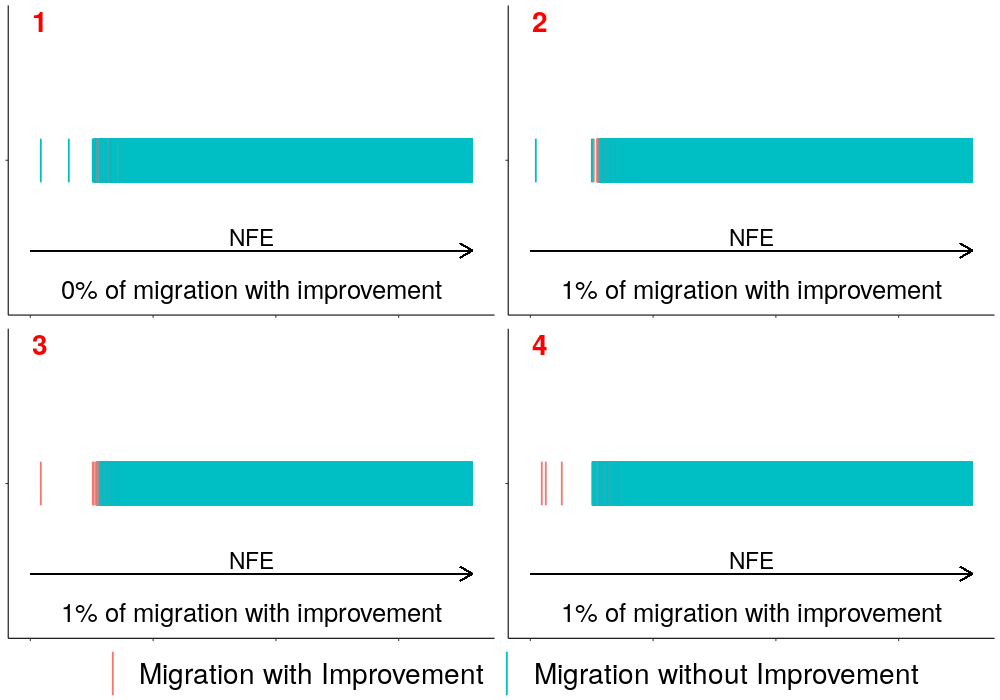 1
NFE
0% of migration with improvement
2
NFE
1% of migration with improvement
3
NFE
1% of migration with improvement
4
NFE
1% of migration with improvement
Migration with Improvement
Migration without Improvement